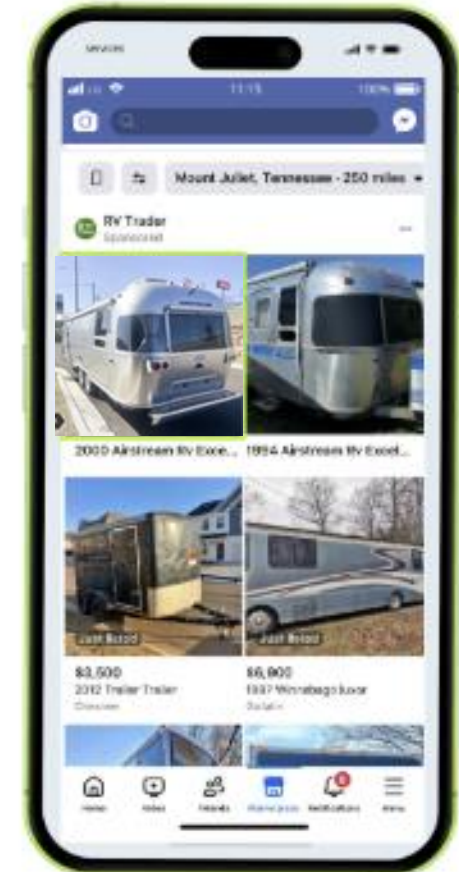 services
11:15
100%
Mount Juliet, Tennessee - 250 miles
RV Trader
Sponsored
2000 Airstream Rv Exce...
1994 Airstream Rv Excel...
Just listed
Just listed
$3,500
$6,900
2012 Trailer Trailer
1997 Winnebago luxor
Home
Video
Friends
Marketplace
Notifications
Menu